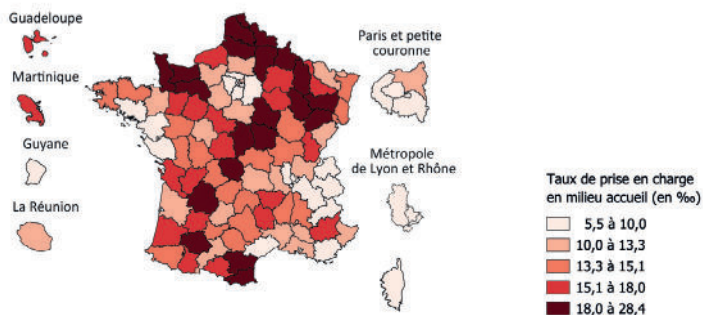 Guadeloupe
Martinique
Guyane
La Réunion
Paris et petite
couronne
Métropole
de Lyon et Rhône
Taux de prise en charge
en milieu accueil (en ‰)
5,5 à 10,0
10,0 à 13,3
13,3 à 15,1
15,1 à 18,0
18,0 à 28,4